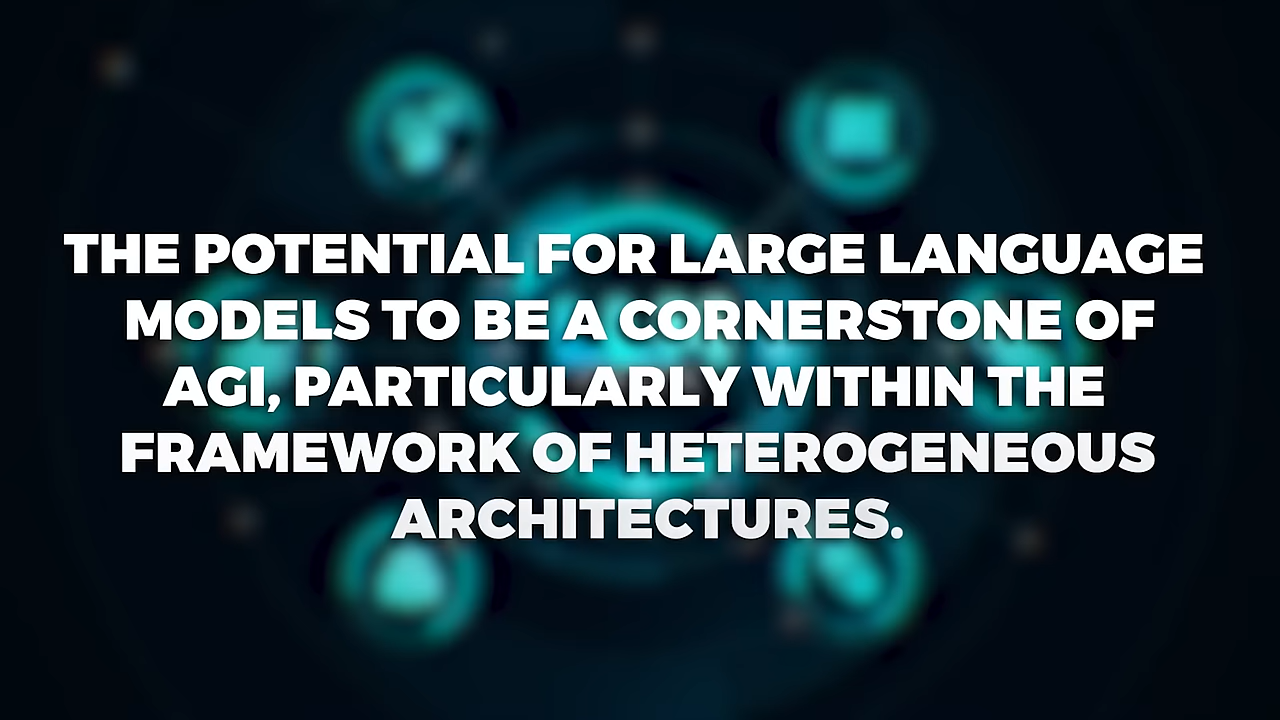 THE POTENTIAL FOR LARGE LANGUAGE
MODELS TO BE A CORNERSTONE OF
AGI, PARTICULARLY WITHIN THE
FRAMEWORK OF HETEROGENEOUS
ARCHITECTURES.